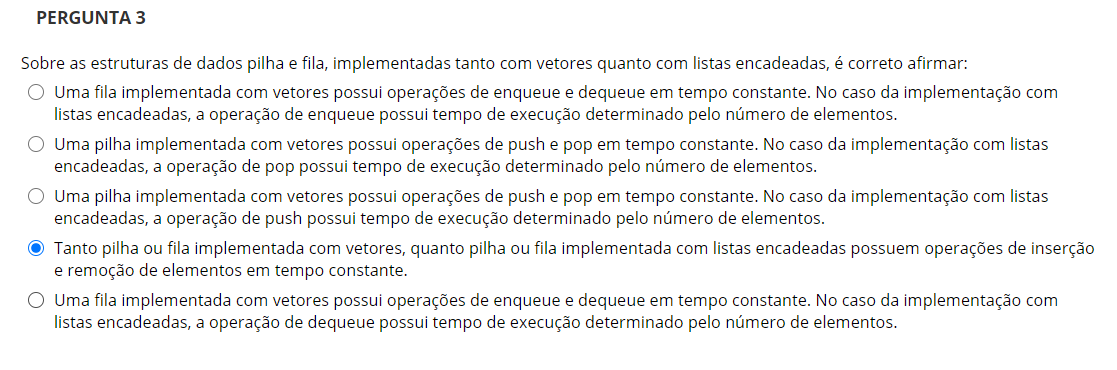 PERGUNTA 3
Sobre as estruturas de dados pilha e fila, implementadas tanto com vetores quanto com listas encadeadas, é correto afirmar:
Uma fila implementada com vetores possui operações de enqueue e dequeue em tempo constante. No caso da implementação com
listas encadeadas, a operação de enqueue possui tempo de execução determinado pelo número de elementos.
Uma pilha implementada com vetores possui operações de push e pop em tempo constante. No caso da implementação com listas
encadeadas, a operação de pop possui tempo de execução determinado pelo número de elementos.
Uma pilha implementada com vetores possui operações de push e pop em tempo constante. No caso da implementação com listas
encadeadas, a operação de push possui tempo de execução determinado pelo número de elementos.
Tanto pilha ou fila implementada com vetores, quanto pilha ou fila implementada com listas encadeadas possuem operações de inserção
e remoção de elementos em tempo constante.
Uma fila implementada com vetores possui operações de enqueue e dequeue em tempo constante. No caso da implementação com
listas encadeadas, a operação de dequeue possui tempo de execução determinado pelo número de elementos.